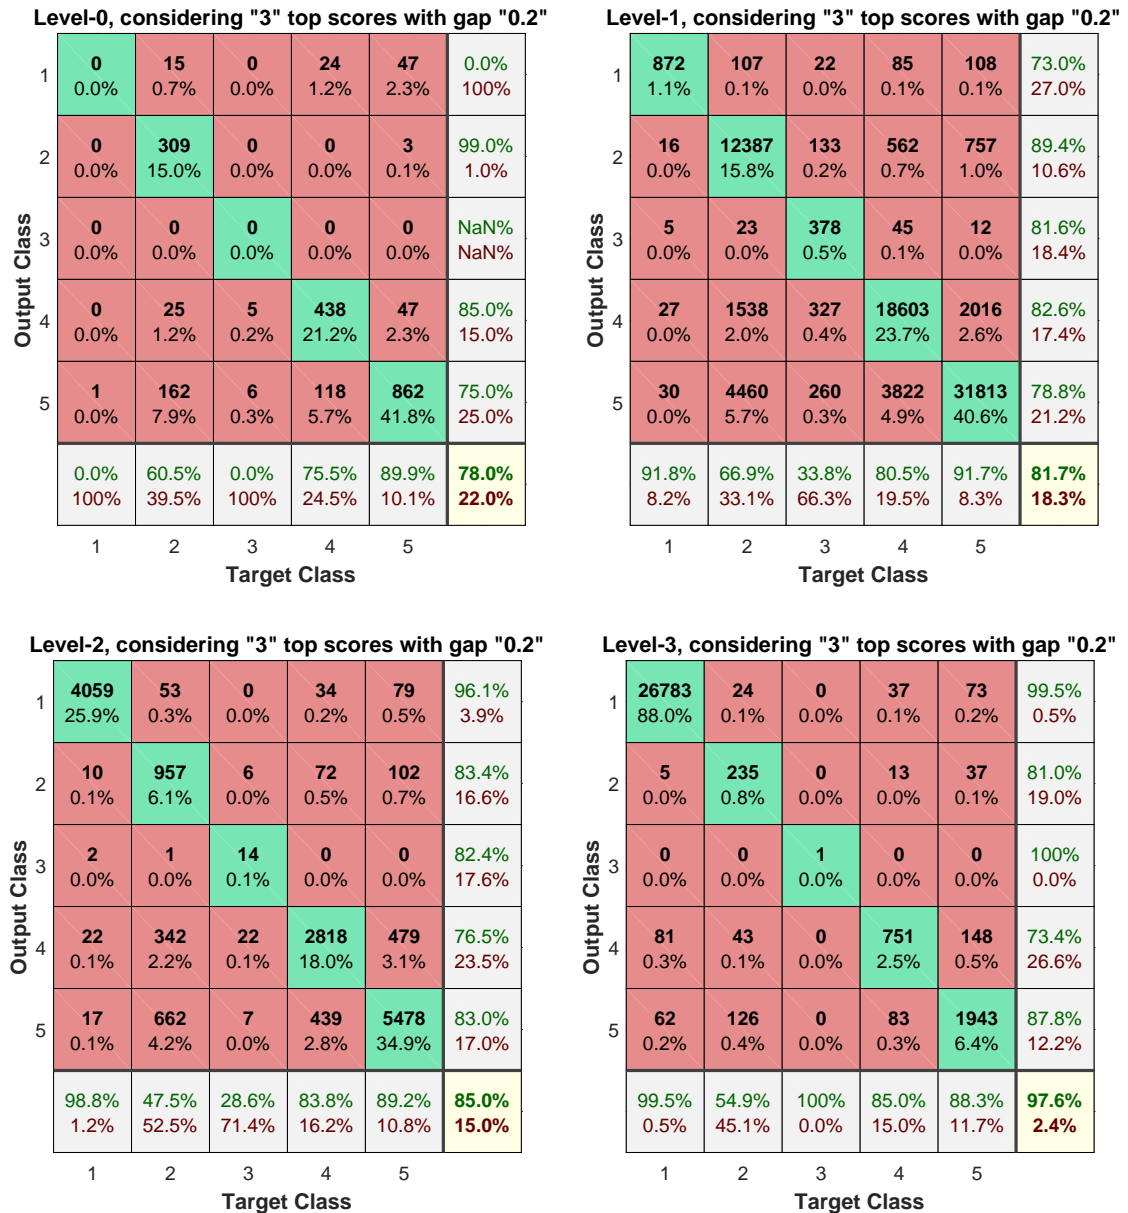 Level-0, considering "3" top scores with gap "0.2"
1
0 15 0 24 47 0.0%
0.0% 0.7% 0.0% 1.2% 2.3% 100%
2
0 309 0 0 3 99.0%
0.0% 15.0% 0.0% 0.0% 0.1% 1.0%
3
0 0 0 0 0 NaN%
0.0% 0.0% 0.0% 0.0% 0.0% NaN%
4
0 25 5 438 47 85.0%
0.0% 1.2% 0.2% 21.2% 2.3% 15.0%
5
1 162 6 118 862 75.0%
0.0% 7.9% 0.3% 5.7% 41.8% 25.0%
0.0% 60.5% 0.0% 75.5% 89.9% 78.0%
100% 39.5% 100% 24.5% 10.1% 22.0%
1 2 3 4 5
Target Class
Output Class
Level-1, considering "3" top scores with gap "0.2"
1
872 107 22 85 108 73.0%
1.1% 0.1% 0.0% 0.1% 0.1% 27.0%
2
16 12387 133 562 757 89.4%
0.0% 15.8% 0.2% 0.7% 1.0% 10.6%
3
5 23 378 45 12 81.6%
0.0% 0.0% 0.5% 0.1% 0.0% 18.4%
4
27 1538 327 18603 2016 82.6%
0.0% 2.0% 0.4% 23.7% 2.6% 17.4%
5
30 4460 260 3822 31813 78.8%
0.0% 5.7% 0.3% 4.9% 40.6% 21.2%
91.8% 66.9% 33.8% 80.5% 91.7% 81.7%
8.2% 33.1% 66.3% 19.5% 8.3% 18.3%
1 2 3 4 5
Target Class
Output Class
Level-2, considering "3" top scores with gap "0.2"
1
4059 53 0 34 79 96.1%
25.9% 0.3% 0.0% 0.2% 0.5% 3.9%
2
10 957 6 72 102 83.4%
0.1% 6.1% 0.0% 0.5% 0.7% 16.6%
3
2 1 14 0 0 82.4%
0.0% 0.0% 0.1% 0.0% 0.0% 17.6%
4
22 342 22 2818 479 76.5%
0.1% 2.2% 0.1% 18.0% 3.1% 23.5%
5
17 662 7 439 5478 83.0%
0.1% 4.2% 0.0% 2.8% 34.9% 17.0%
98.8% 47.5% 28.6% 83.8% 89.2% 85.0%
1.2% 52.5% 71.4% 16.2% 10.8% 15.0%
1 2 3 4 5
Target Class
Output Class
Level-3, considering "3" top scores with gap "0.2"
1
26783 24 0 37 73 99.5%
88.0% 0.1% 0.0% 0.1% 0.2% 0.5%
2
5 235 0 13 37 81.0%
0.0% 0.8% 0.0% 0.0% 0.1% 19.0%
3
0 0 1 0 0 100%
0.0% 0.0% 0.0% 0.0% 0.0% 0.0%
4
81 43 0 751 148 73.4%
0.3% 0.1% 0.0% 2.5% 0.5% 26.6%
5
62 126 0 83 1943 87.8%
0.2% 0.4% 0.0% 0.3% 6.4% 12.2%
99.5% 54.9% 100% 85.0% 88.3% 97.6%
0.5% 45.1% 0.0% 15.0% 11.7% 2.4%
1 2 3 4 5
Target Class
Output Class